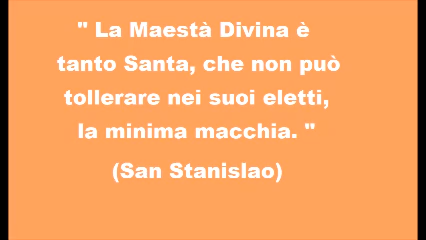 " La Maestà Divina è
tanto Santa, che non può
tollerare nei suoi eletti,
la minima macchia. "
(San Stanislao)